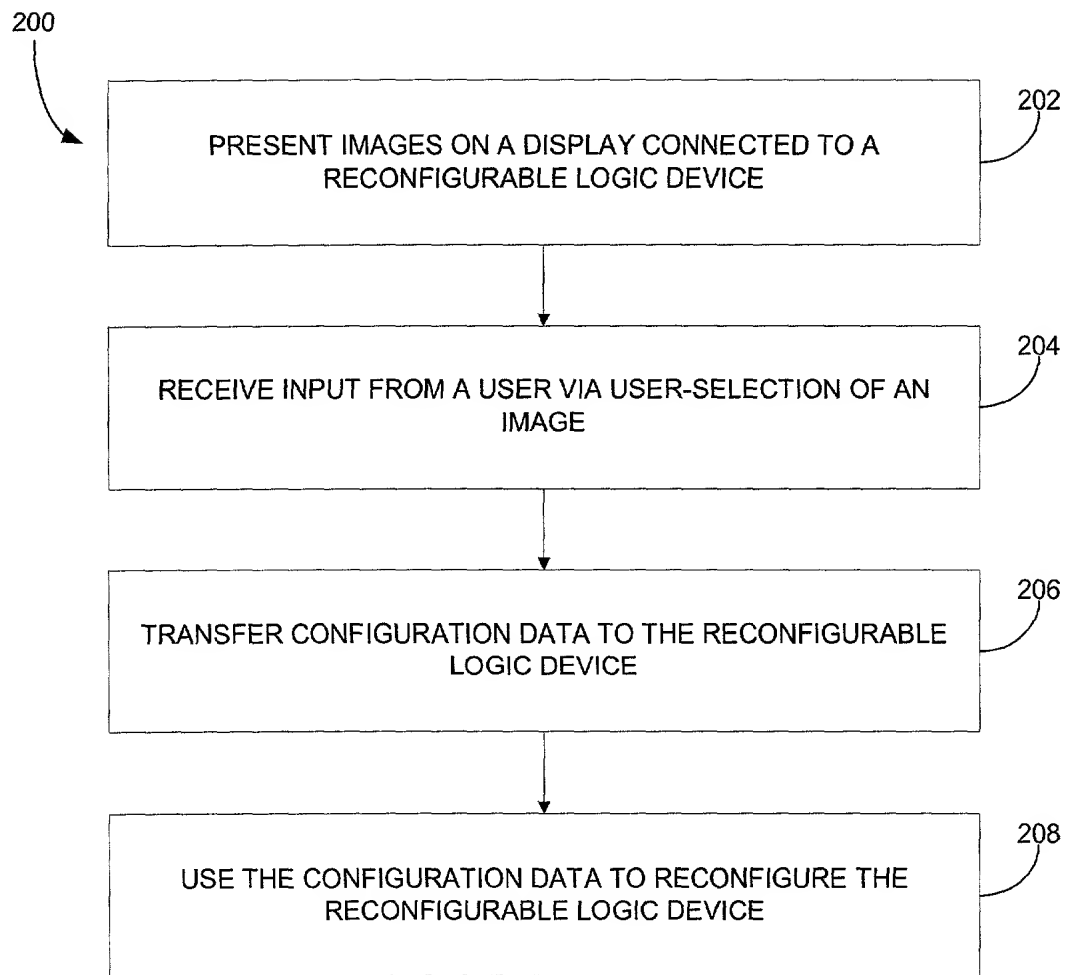 200
202
PRESENT IMAGES ON A DISPLAY CONNECTED TO A
RECONFIGURABLE LOGIC DEVICE
204
RECEIVE INPUT FROM A USER VIA USER-SELECTION OF AN
IMAGE
206
TRANSFER CONFIGURATION DATA TO THE RECONFIGURABLE
LOGIC DEVICE
208
USE THE CONFIGURATION DATA TO RECONFIGURE THE
RECONFIGURABLE LOGIC DEVICE